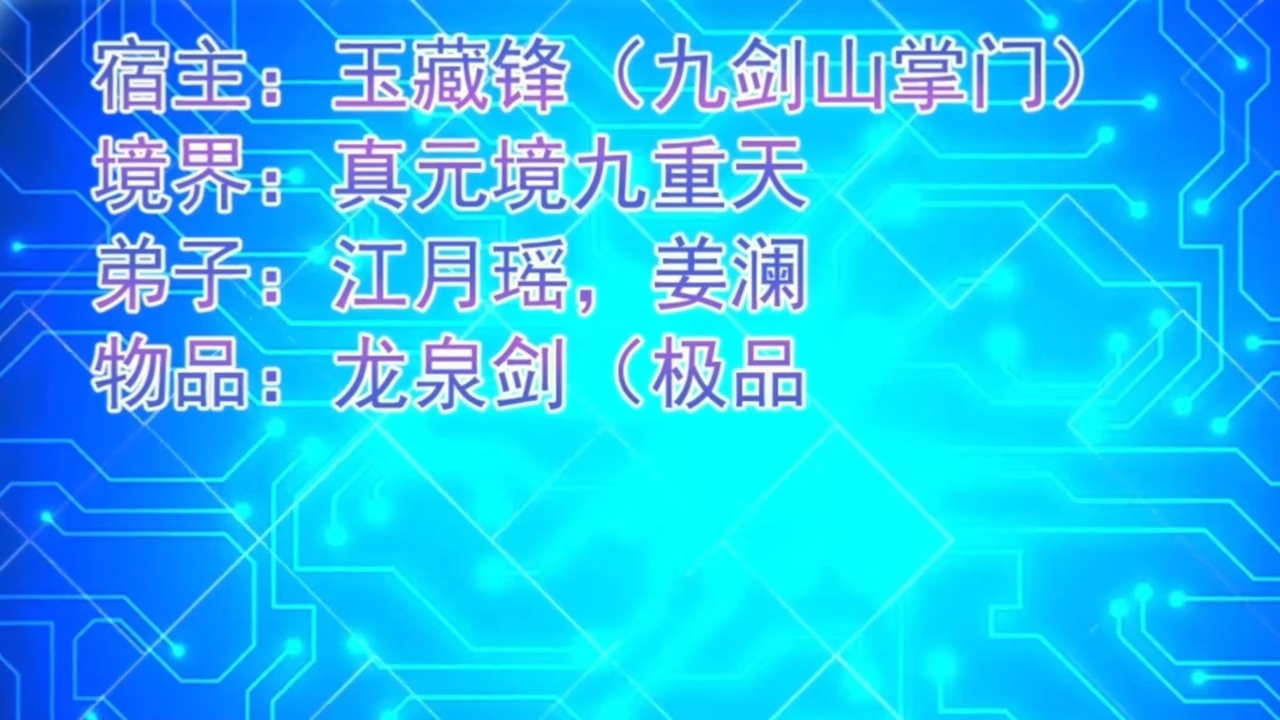 宿主：玉藏锋（九剑山掌门）
境界：真元境九重天
弟子：江月瑶，姜澜
物品：龙泉剑（极品